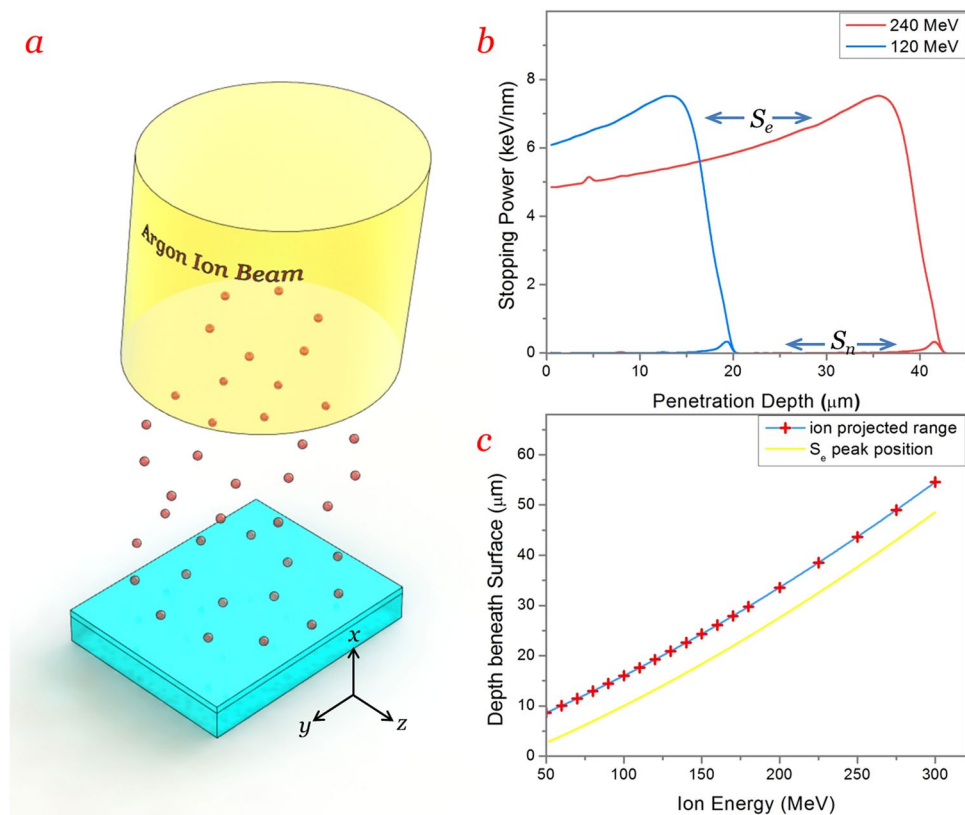 a
Argon Ion Beam
x
y
z
b
240 MeV
120 MeV
Stopping Power (keV/nm)
8
6
4
2
0
Sₑ
Sₙ
0 10 20 30 40
Penetration Depth (μm)
c
ion projected range
Sₑ peak position
Depth beneath Surface (μm)
60
50
40
30
20
10
0
50 100 150 200 250 300
Ion Energy (MeV)